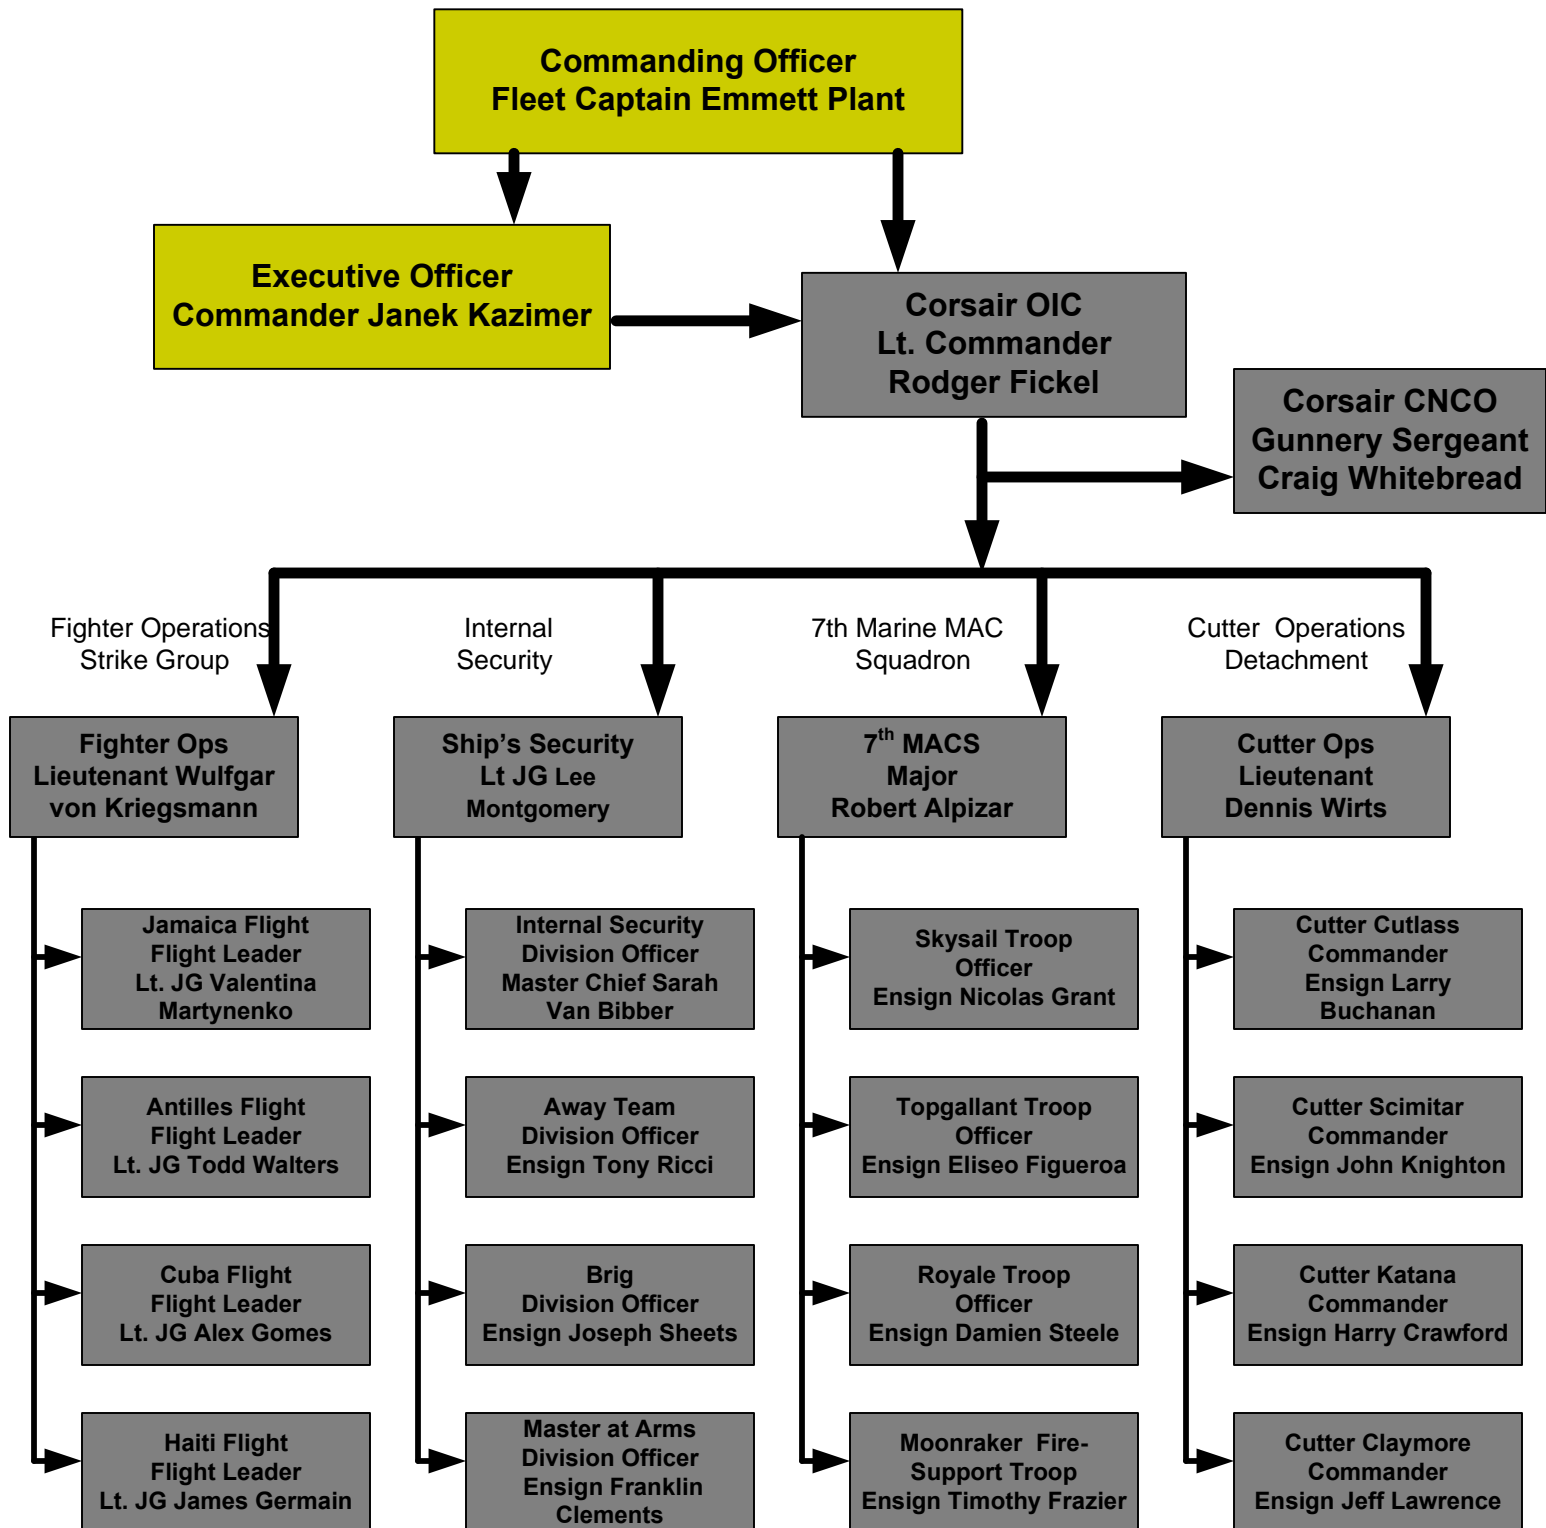 Commanding Officer
Fleet Captain Emmett Plant
Executive Officer
Commander Janek Kazimer
Corsair OIC
Lt. Commander
Rodger Fickel
Corsair CNCO
Gunnery Sergeant
Craig Whitebread
Fighter Operations
Strike Group
Internal
Security
7th Marine MAC
Squadron
Cutter Operations
Detachment
Fighter Ops
Lieutenant Wulfgar
von Kriegsmann
Ship's Security
Lt JG Lee
Montgomery
7th MACS
Major
Robert Alpizar
Cutter Ops
Lieutenant
Dennis Wirts
Jamaica Flight
Flight Leader
Lt. JG Valentina
Martynenko
Internal Security
Division Officer
Master Chief Sarah
Van Bibber
Skysail Troop
Officer
Ensign Nicolas Grant
Cutter Cutlass
Commander
Ensign Larry
Buchanan
Antilles Flight
Flight Leader
Lt. JG Todd Walters
Away Team
Division Officer
Ensign Tony Ricci
Topgallant Troop
Officer
Ensign Eliseo Figueroa
Cutter Scimitar
Commander
Ensign John Knighton
Cuba Flight
Flight Leader
Lt. JG Alex Gomes
Brig
Division Officer
Ensign Joseph Sheets
Royale Troop
Officer
Ensign Damien Steele
Cutter Katana
Commander
Ensign Harry Crawford
Haiti Flight
Flight Leader
Lt. JG James Germain
Master at Arms
Division Officer
Ensign Franklin
Clements
Moonraker Fire-
Support Troop
Ensign Timothy Frazier
Cutter Claymore
Commander
Ensign Jeff Lawrence